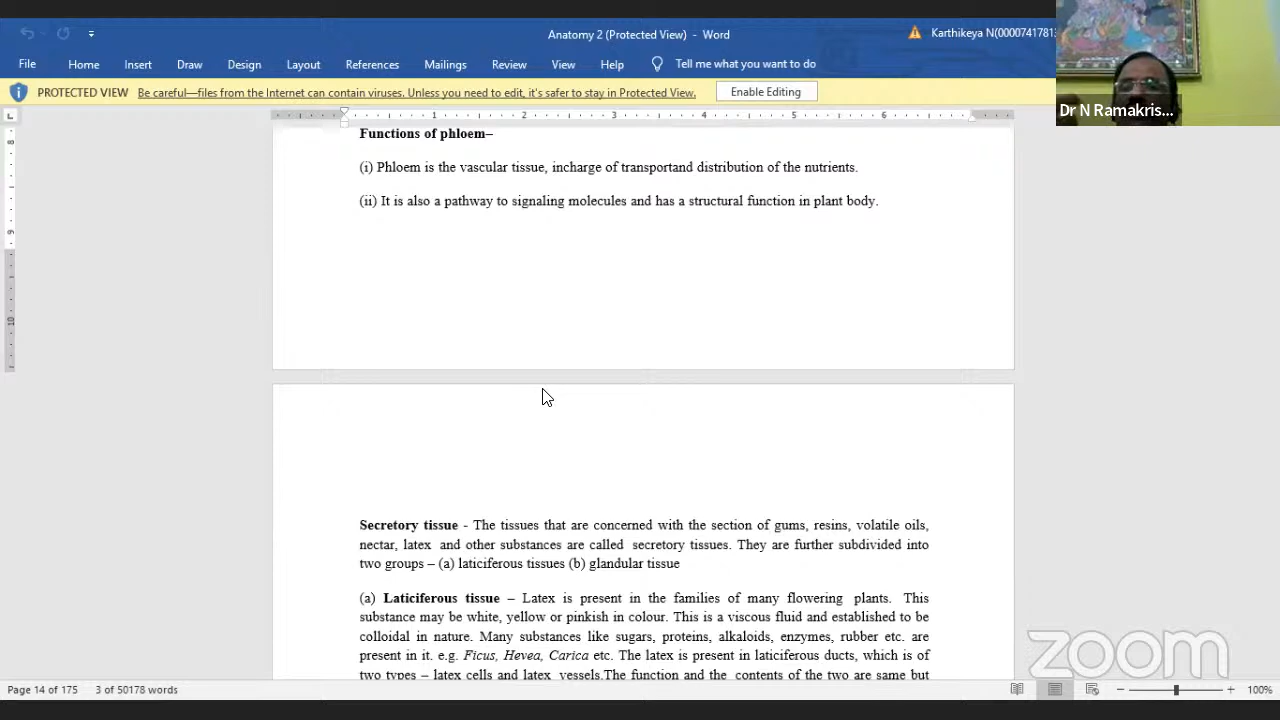 Anatomy 2 (Protected View) - Word
Karthikeya N(0000741781
File Home Insert Draw Design Layout References Mailings Review View Help Tell me what you want to do
PROTECTED VIEW Be careful—files from the Internet can contain viruses. Unless you need to edit, it's safer to stay in Protected View. Enable Editing
Dr N Ramakris...
1 2 3 4 5 6
8
9
10
Functions of phloem–
(i) Phloem is the vascular tissue, incharge of transportand distribution of the nutrients.
(ii) It is also a pathway to signaling molecules and has a structural function in plant body.
Secretory tissue - The tissues that are concerned with the section of gums, resins, volatile oils,
nectar, latex and other substances are called secretory tissues. They are further subdivided into
two groups – (a) laticiferous tissues (b) glandular tissue
(a) Laticiferous tissue – Latex is present in the families of many flowering plants. This
substance may be white, yellow or pinkish in colour. This is a viscous fluid and established to be
colloidal in nature. Many substances like sugars, proteins, alkaloids, enzymes, rubber etc. are
present in it. e.g. Ficus, Hevea, Carica etc. The latex is present in laticiferous ducts, which is of
two types – latex cells and latex vessels.The function and the contents of the two are same but
zoom
Page 14 of 175 3 of 50178 words
100%